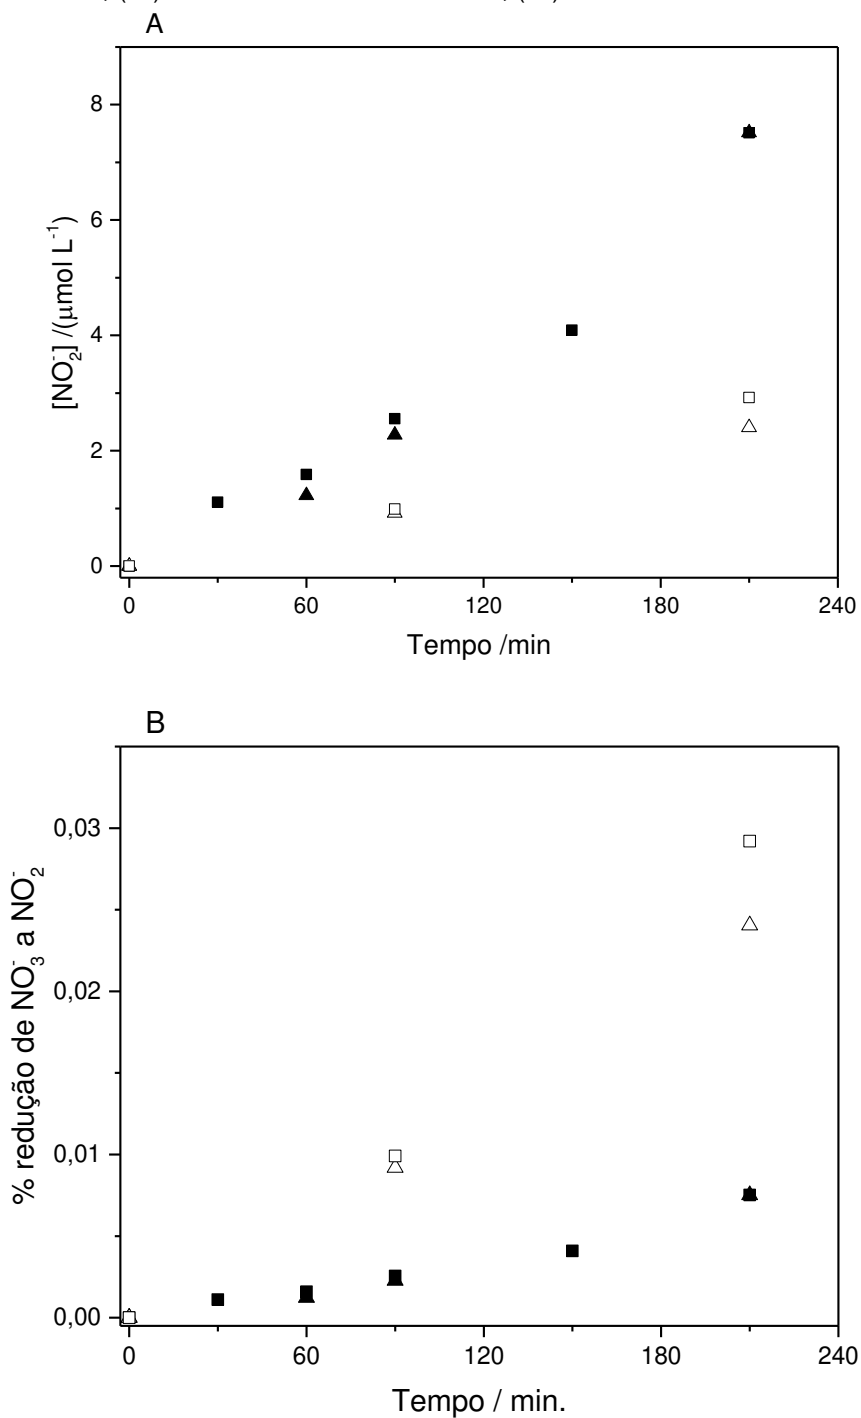 A
[NO₂⁻] /(μmol L⁻¹)
8
6
4
2
0
0 60 120 180 240
Tempo /min
B
% redução de NO₃⁻ a NO₂⁻
0,03
0,02
0,01
0,00
0 60 120 180 240
Tempo / min.